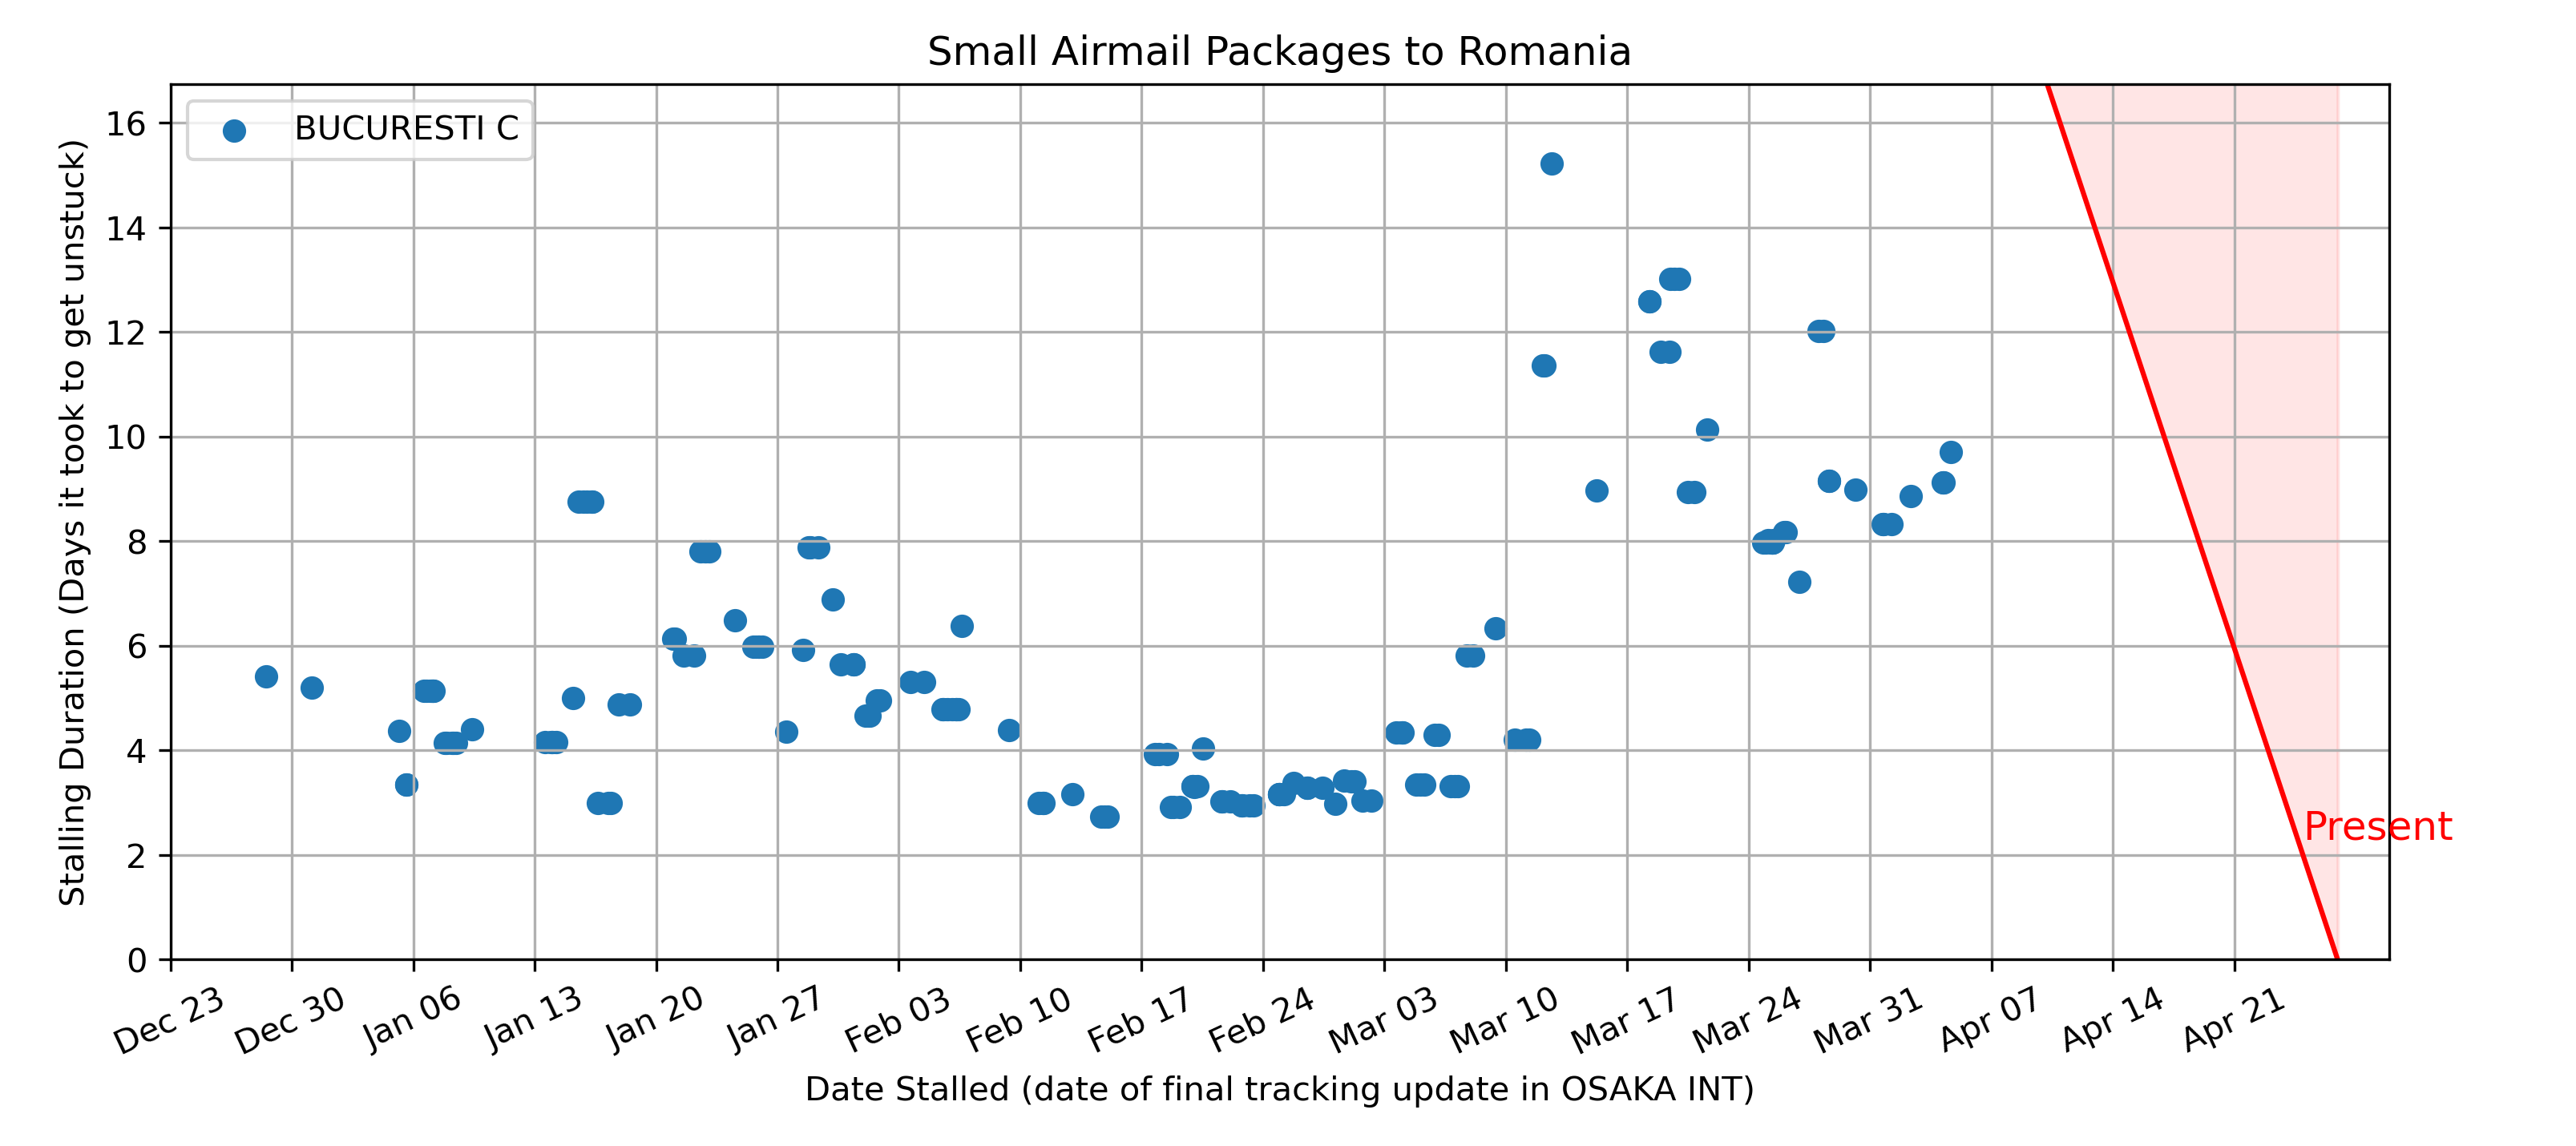 Small Airmail Packages to Romania
BUCURESTI C
Stalling Duration (Days it took to get unstuck)
16
14
12
10
8
6
4
2
0
Present
Dec 23
Dec 30
Jan 06
Jan 13
Jan 20
Jan 27
Feb 03
Feb 10
Feb 17
Feb 24
Mar 03
Mar 10
Mar 17
Mar 24
Mar 31
Apr 07
Apr 14
Apr 21
Date Stalled (date of final tracking update in OSAKA INT)